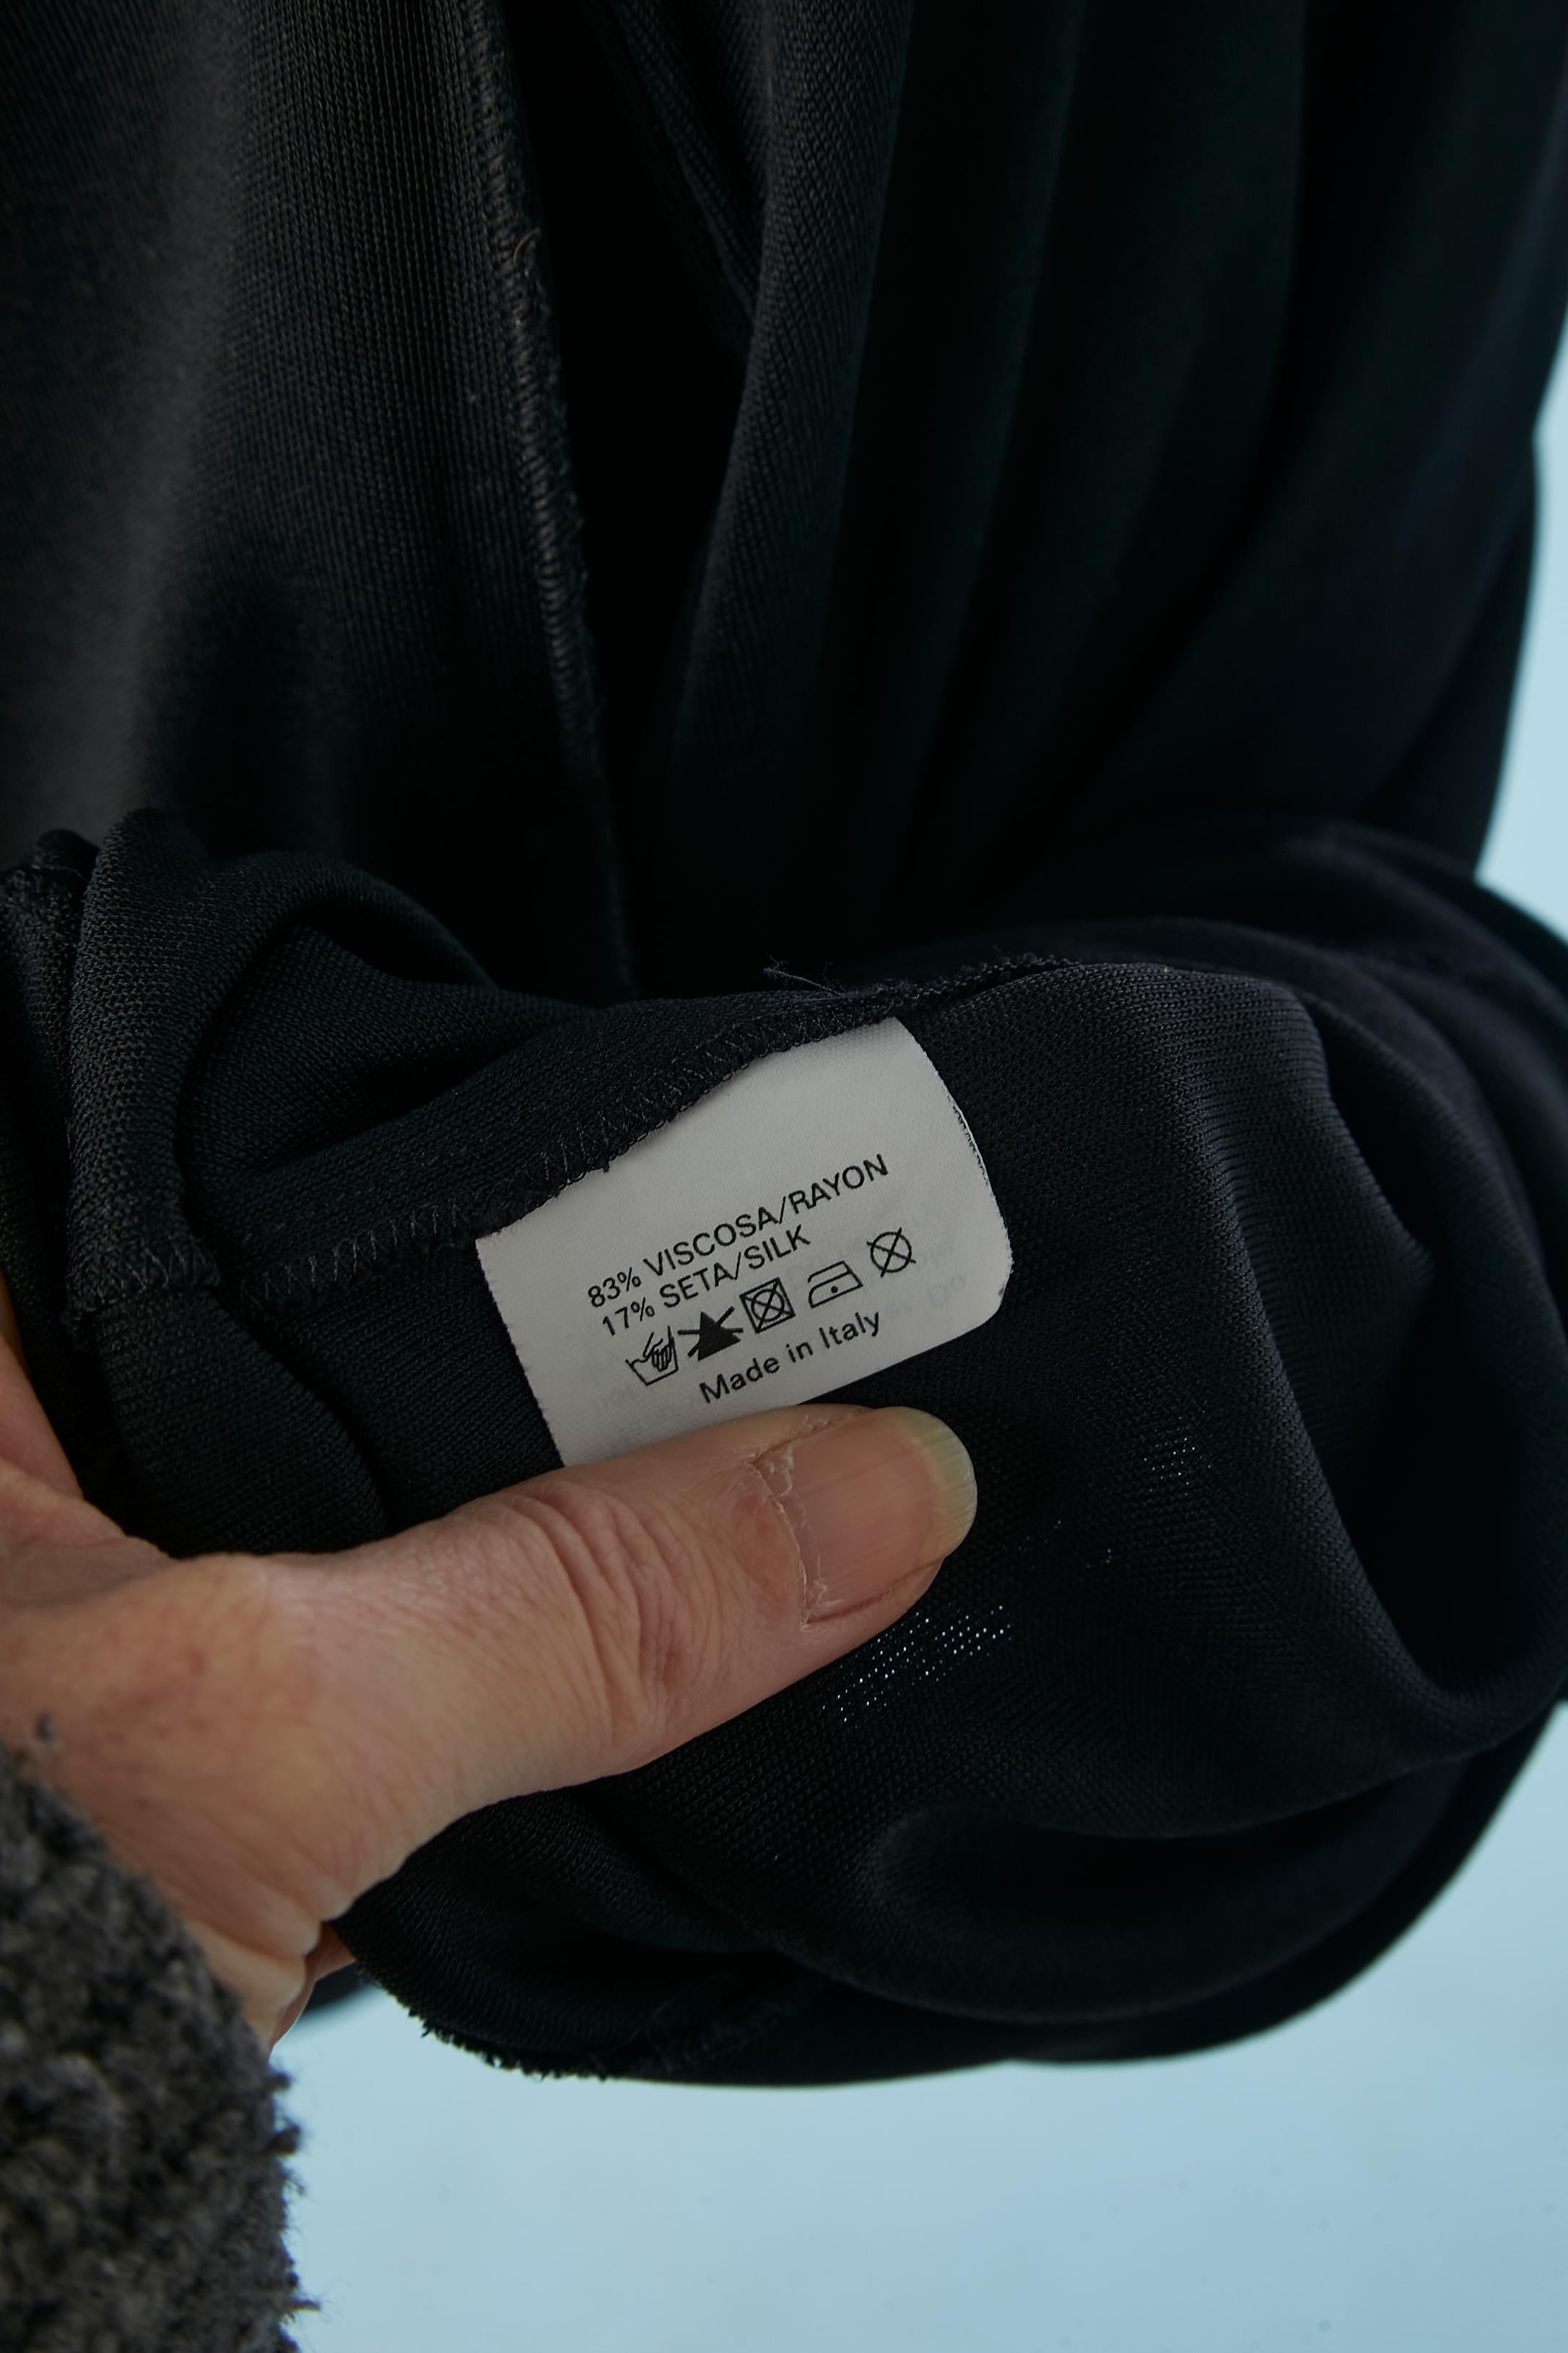 83% VISCOSA/RAYON
17% SETA/SILK
Made in Italy